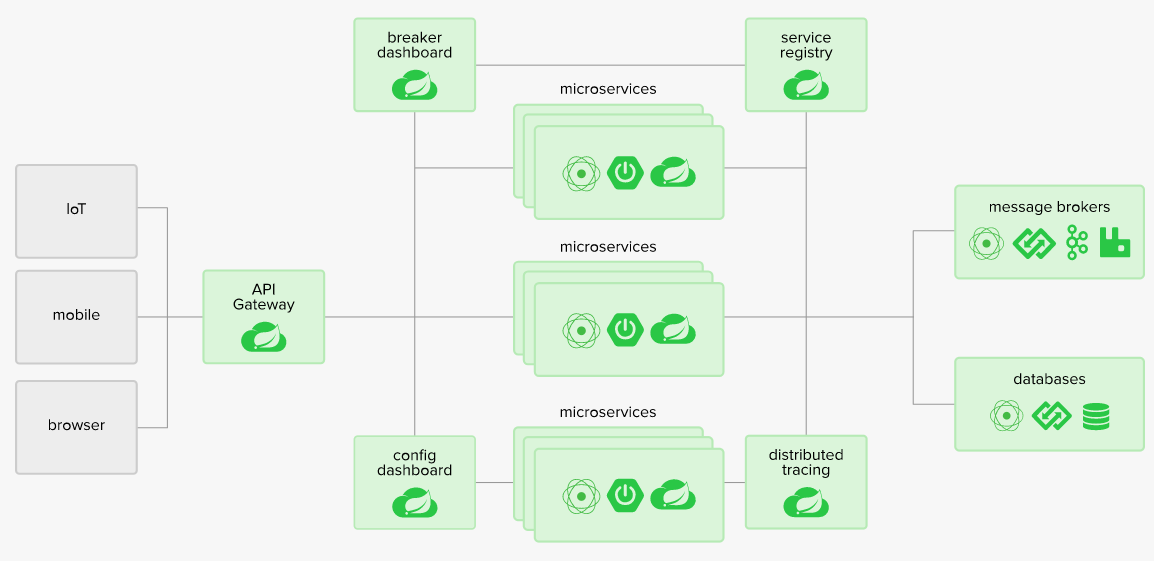 breaker
dashboard
service
registry
microservices
IoT
mobile
browser
API
Gateway
microservices
message brokers
databases
microservices
config
dashboard
distributed
tracing